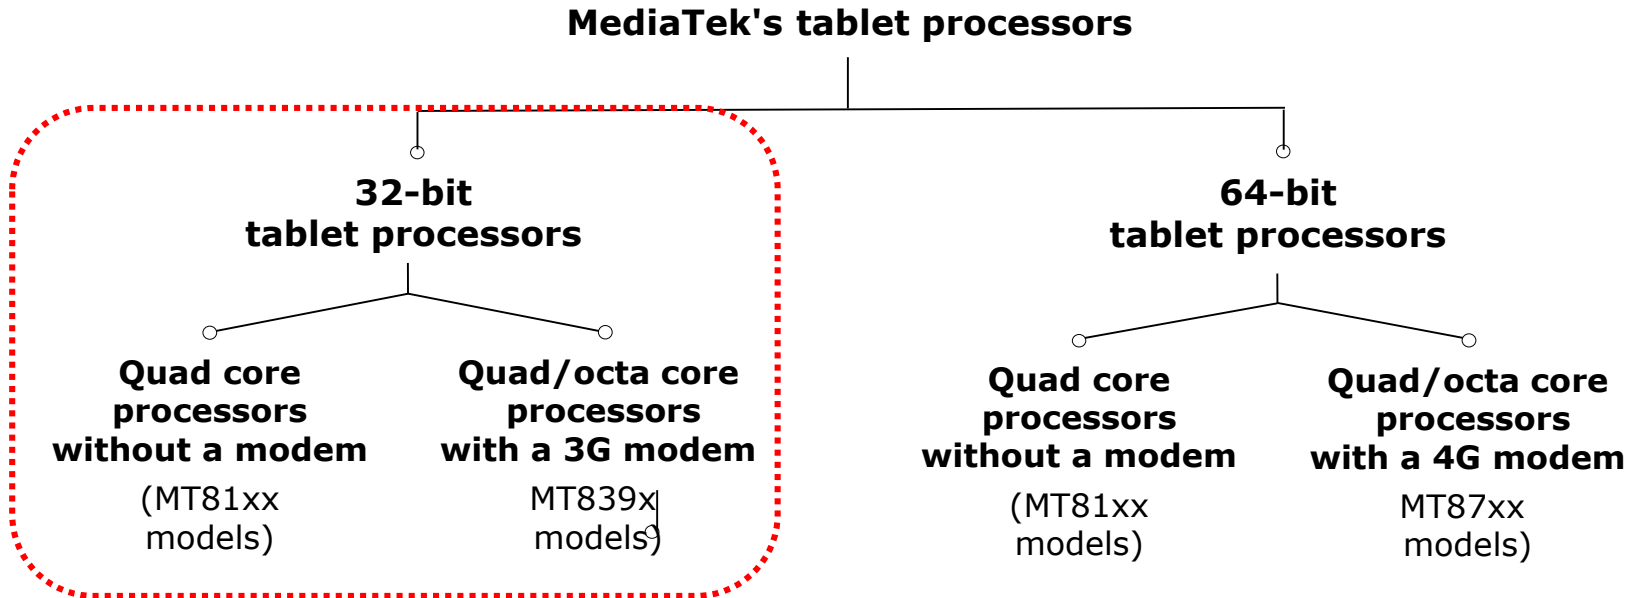 MediaTek's tablet processors
32-bit
tablet processors
64-bit
tablet processors
Quad core
processors
without a modem
(MT81xx
models)
Quad/octa core
processors
with a 3G modem
MT839x
models)
Quad core
processors
without a modem
(MT81xx
models)
Quad/octa core
processors
with a 4G modem
MT87xx
models)